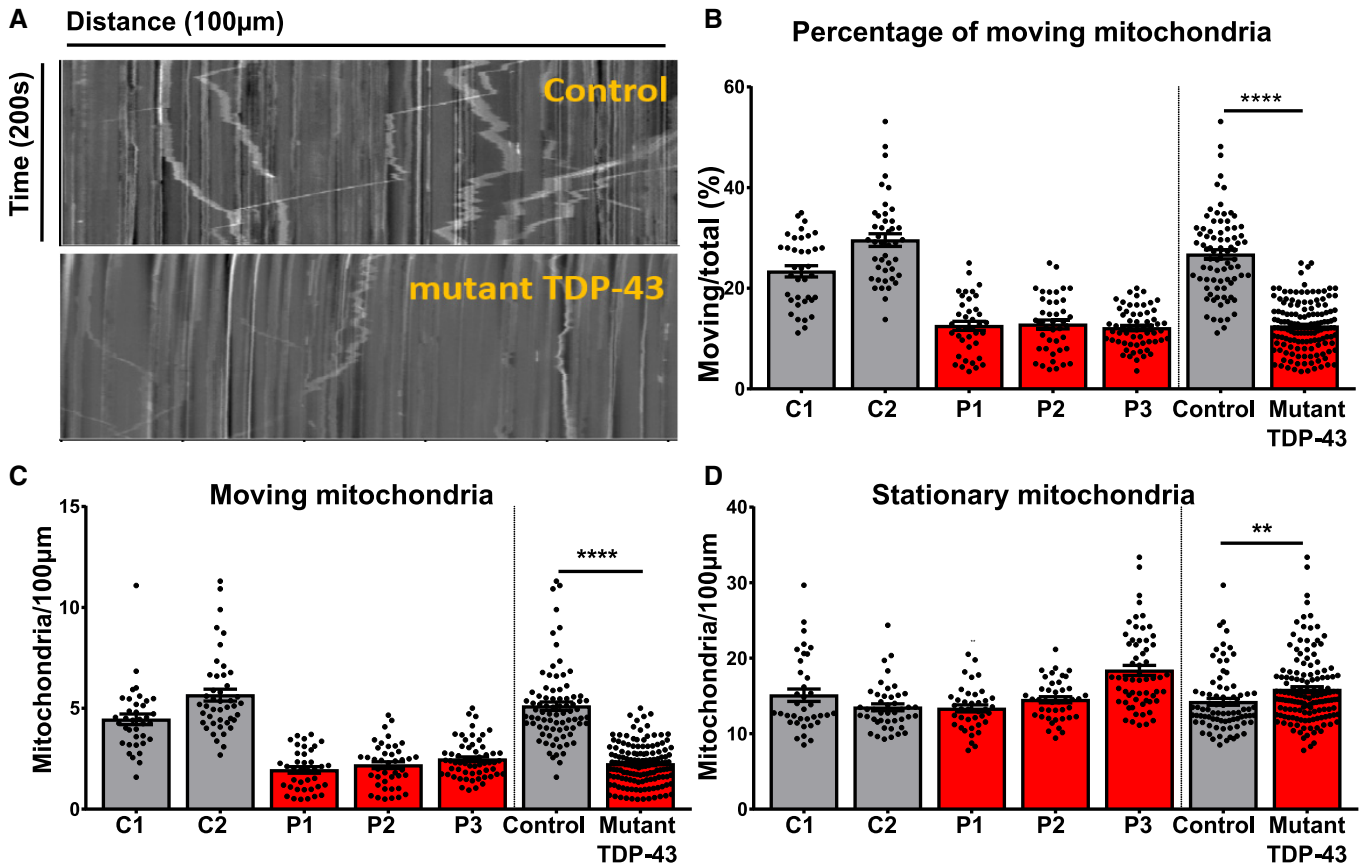 A
Distance (100µm)
Time (200s)
Control
mutant TDP-43
B
Percentage of moving mitochondria
Moving/total (%)
60
40
20
0
****
C1 C2 P1 P2 P3 Control Mutant
TDP-43
C
Moving mitochondria
Mitochondria/100µm
15
10
5
0
****
C1 C2 P1 P2 P3 Control Mutant
TDP-43
D
Stationary mitochondria
Mitochondria/100µm
40
30
20
10
0
**
C1 C2 P1 P2 P3 Control Mutant
TDP-43